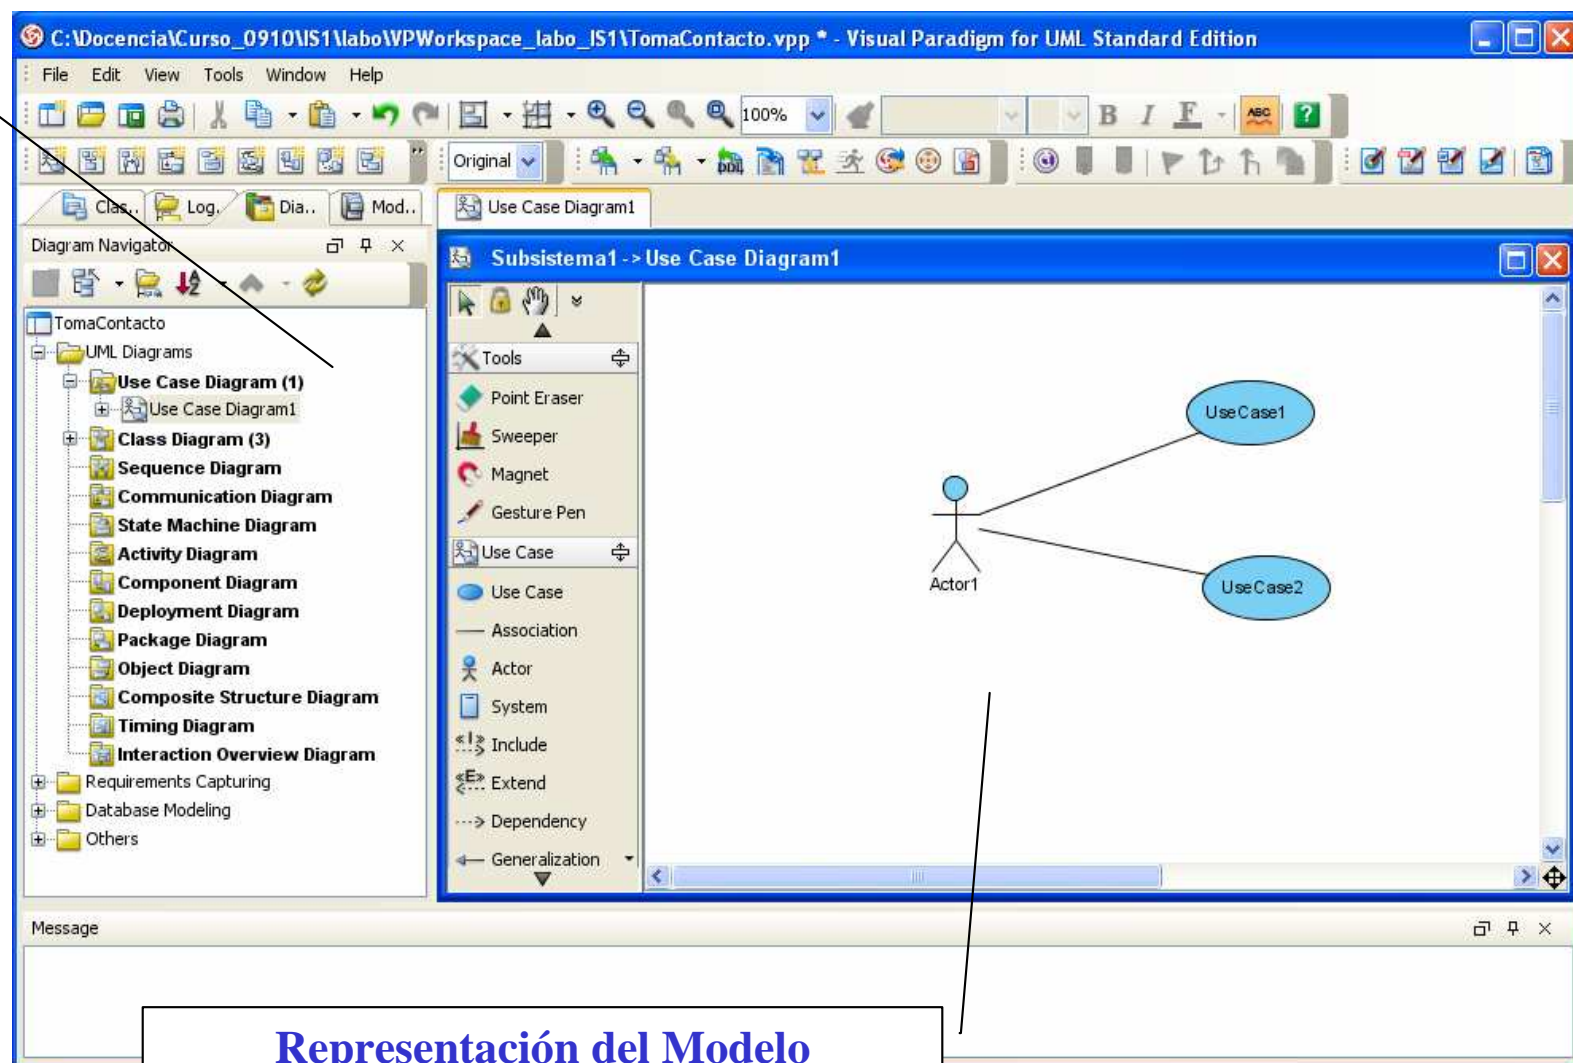 C:\Docencia\Curso_0910\IS1\labo\VPWorkspace_labo_IS1\TomaContacto.vpp * - Visual Paradigm for UML Standard Edition
File Edit View Tools Window Help
100% B I F ABC ?
Original DDL
Clas.. Log. Dia.. Mod..
Use Case Diagram1
Diagram Navigator
Subsistema1 -> Use Case Diagram1
TomaContacto
UML Diagrams
Use Case Diagram (1)
Use Case Diagram1
Class Diagram (3)
Sequence Diagram
Communication Diagram
State Machine Diagram
Activity Diagram
Component Diagram
Deployment Diagram
Package Diagram
Object Diagram
Composite Structure Diagram
Timing Diagram
Interaction Overview Diagram
Requirements Capturing
Database Modeling
Others
Tools
Point Eraser
Sweeper
Magnet
Gesture Pen
Use Case
Use Case
Association
Actor
System
Include
Extend
Dependency
Generalization
UseCase1
Actor1
UseCase2
Message
Representación del Modelo